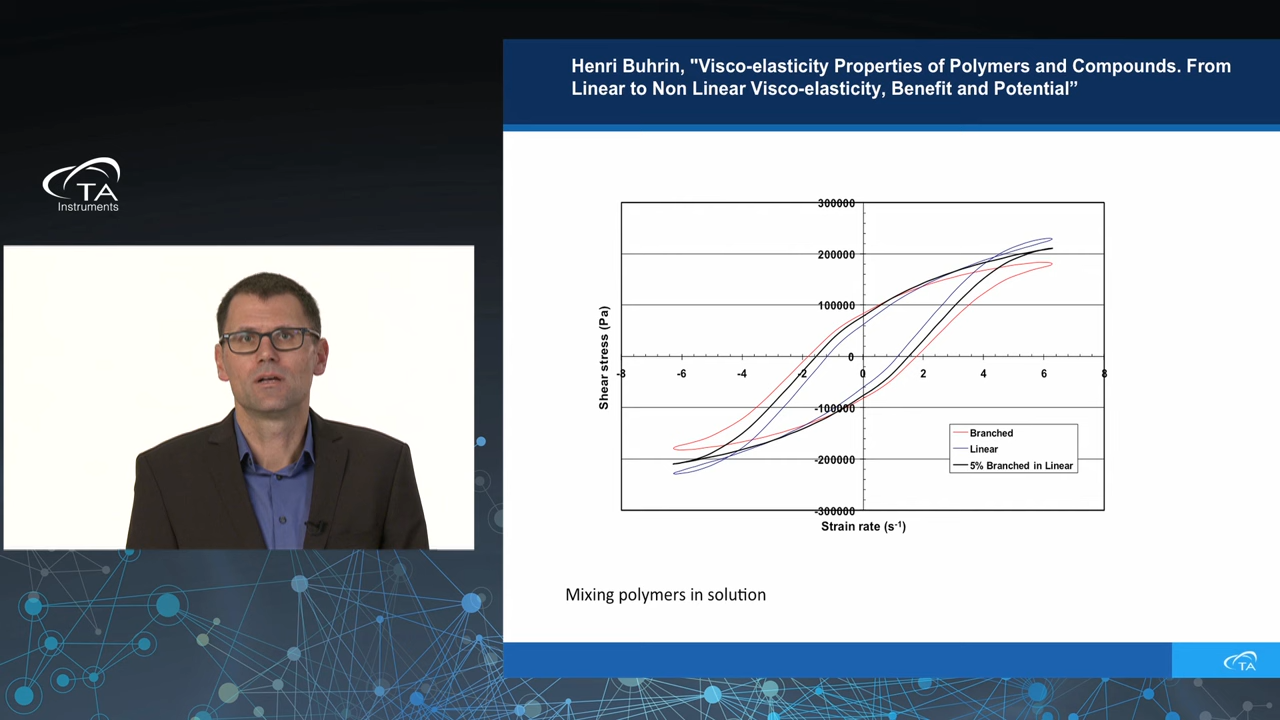 TA
Instruments
Henri Buhrin, "Visco-elasticity Properties of Polymers and Compounds. From
Linear to Non Linear Visco-elasticity, Benefit and Potential”
300000
200000
100000
0
-100000
-200000
-300000
-8
-6
-4
-2
0
2
4
6
8
Shear stress (Pa)
Strain rate (s-1)
Branched
Linear
5% Branched in Linear
Mixing polymers in solution
TA